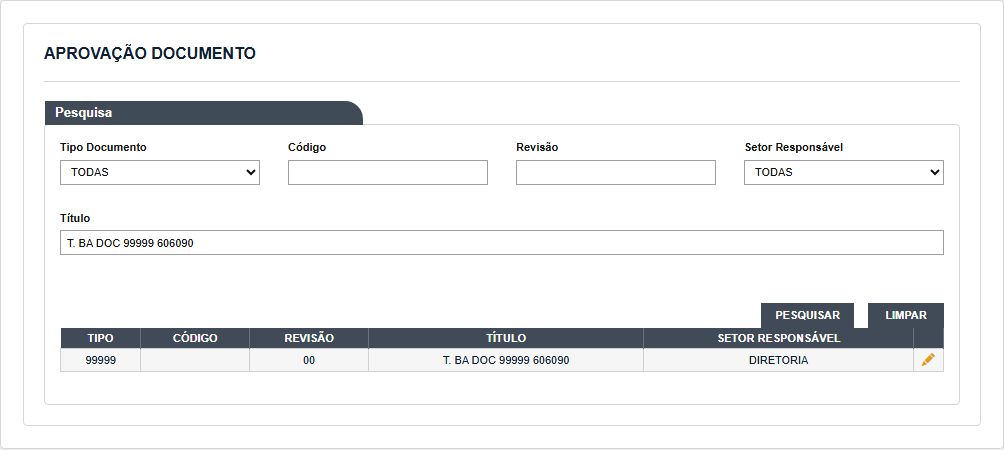 APROVAÇÃO DOCUMENTO
Pesquisa
Tipo Documento Código Revisão Setor Responsável
TODAS TODAS
Título
T. BA DOC 99999 606090
PESQUISAR LIMPAR
TIPO CÓDIGO REVISÃO TÍTULO SETOR RESPONSÁVEL
99999 00 T. BA DOC 99999 606090 DIRETORIA